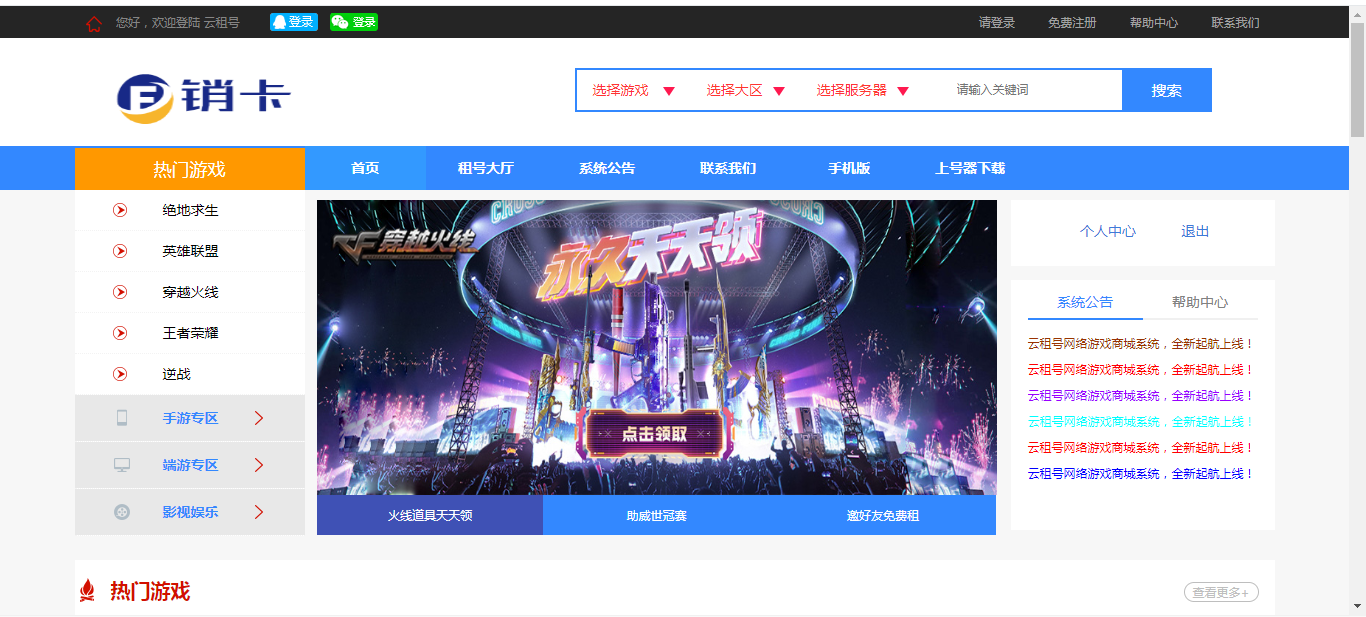 您好，欢迎登陆 云租号 登录 登录 请登录 免费注册 帮助中心 联系我们
销卡
选择游戏 选择大区 选择服务器 请输入关键词 搜索
热门游戏 首页 租号大厅 系统公告 联系我们 手机版 上号器下载
绝地求生
英雄联盟
穿越火线
王者荣耀
逆战
手游专区
端游专区
影视娱乐
CROSS
CF穿越火线
永久天天领
CROSS FIRE
点击领取
火线道具天天领 助威世冠赛 邀好友免费租
个人中心 退出
系统公告 帮助中心
云租号网络游戏商城系统，全新起航上线！
云租号网络游戏商城系统，全新起航上线！
云租号网络游戏商城系统，全新起航上线！
云租号网络游戏商城系统，全新起航上线！
云租号网络游戏商城系统，全新起航上线！
云租号网络游戏商城系统，全新起航上线！
热门游戏 查看更多+